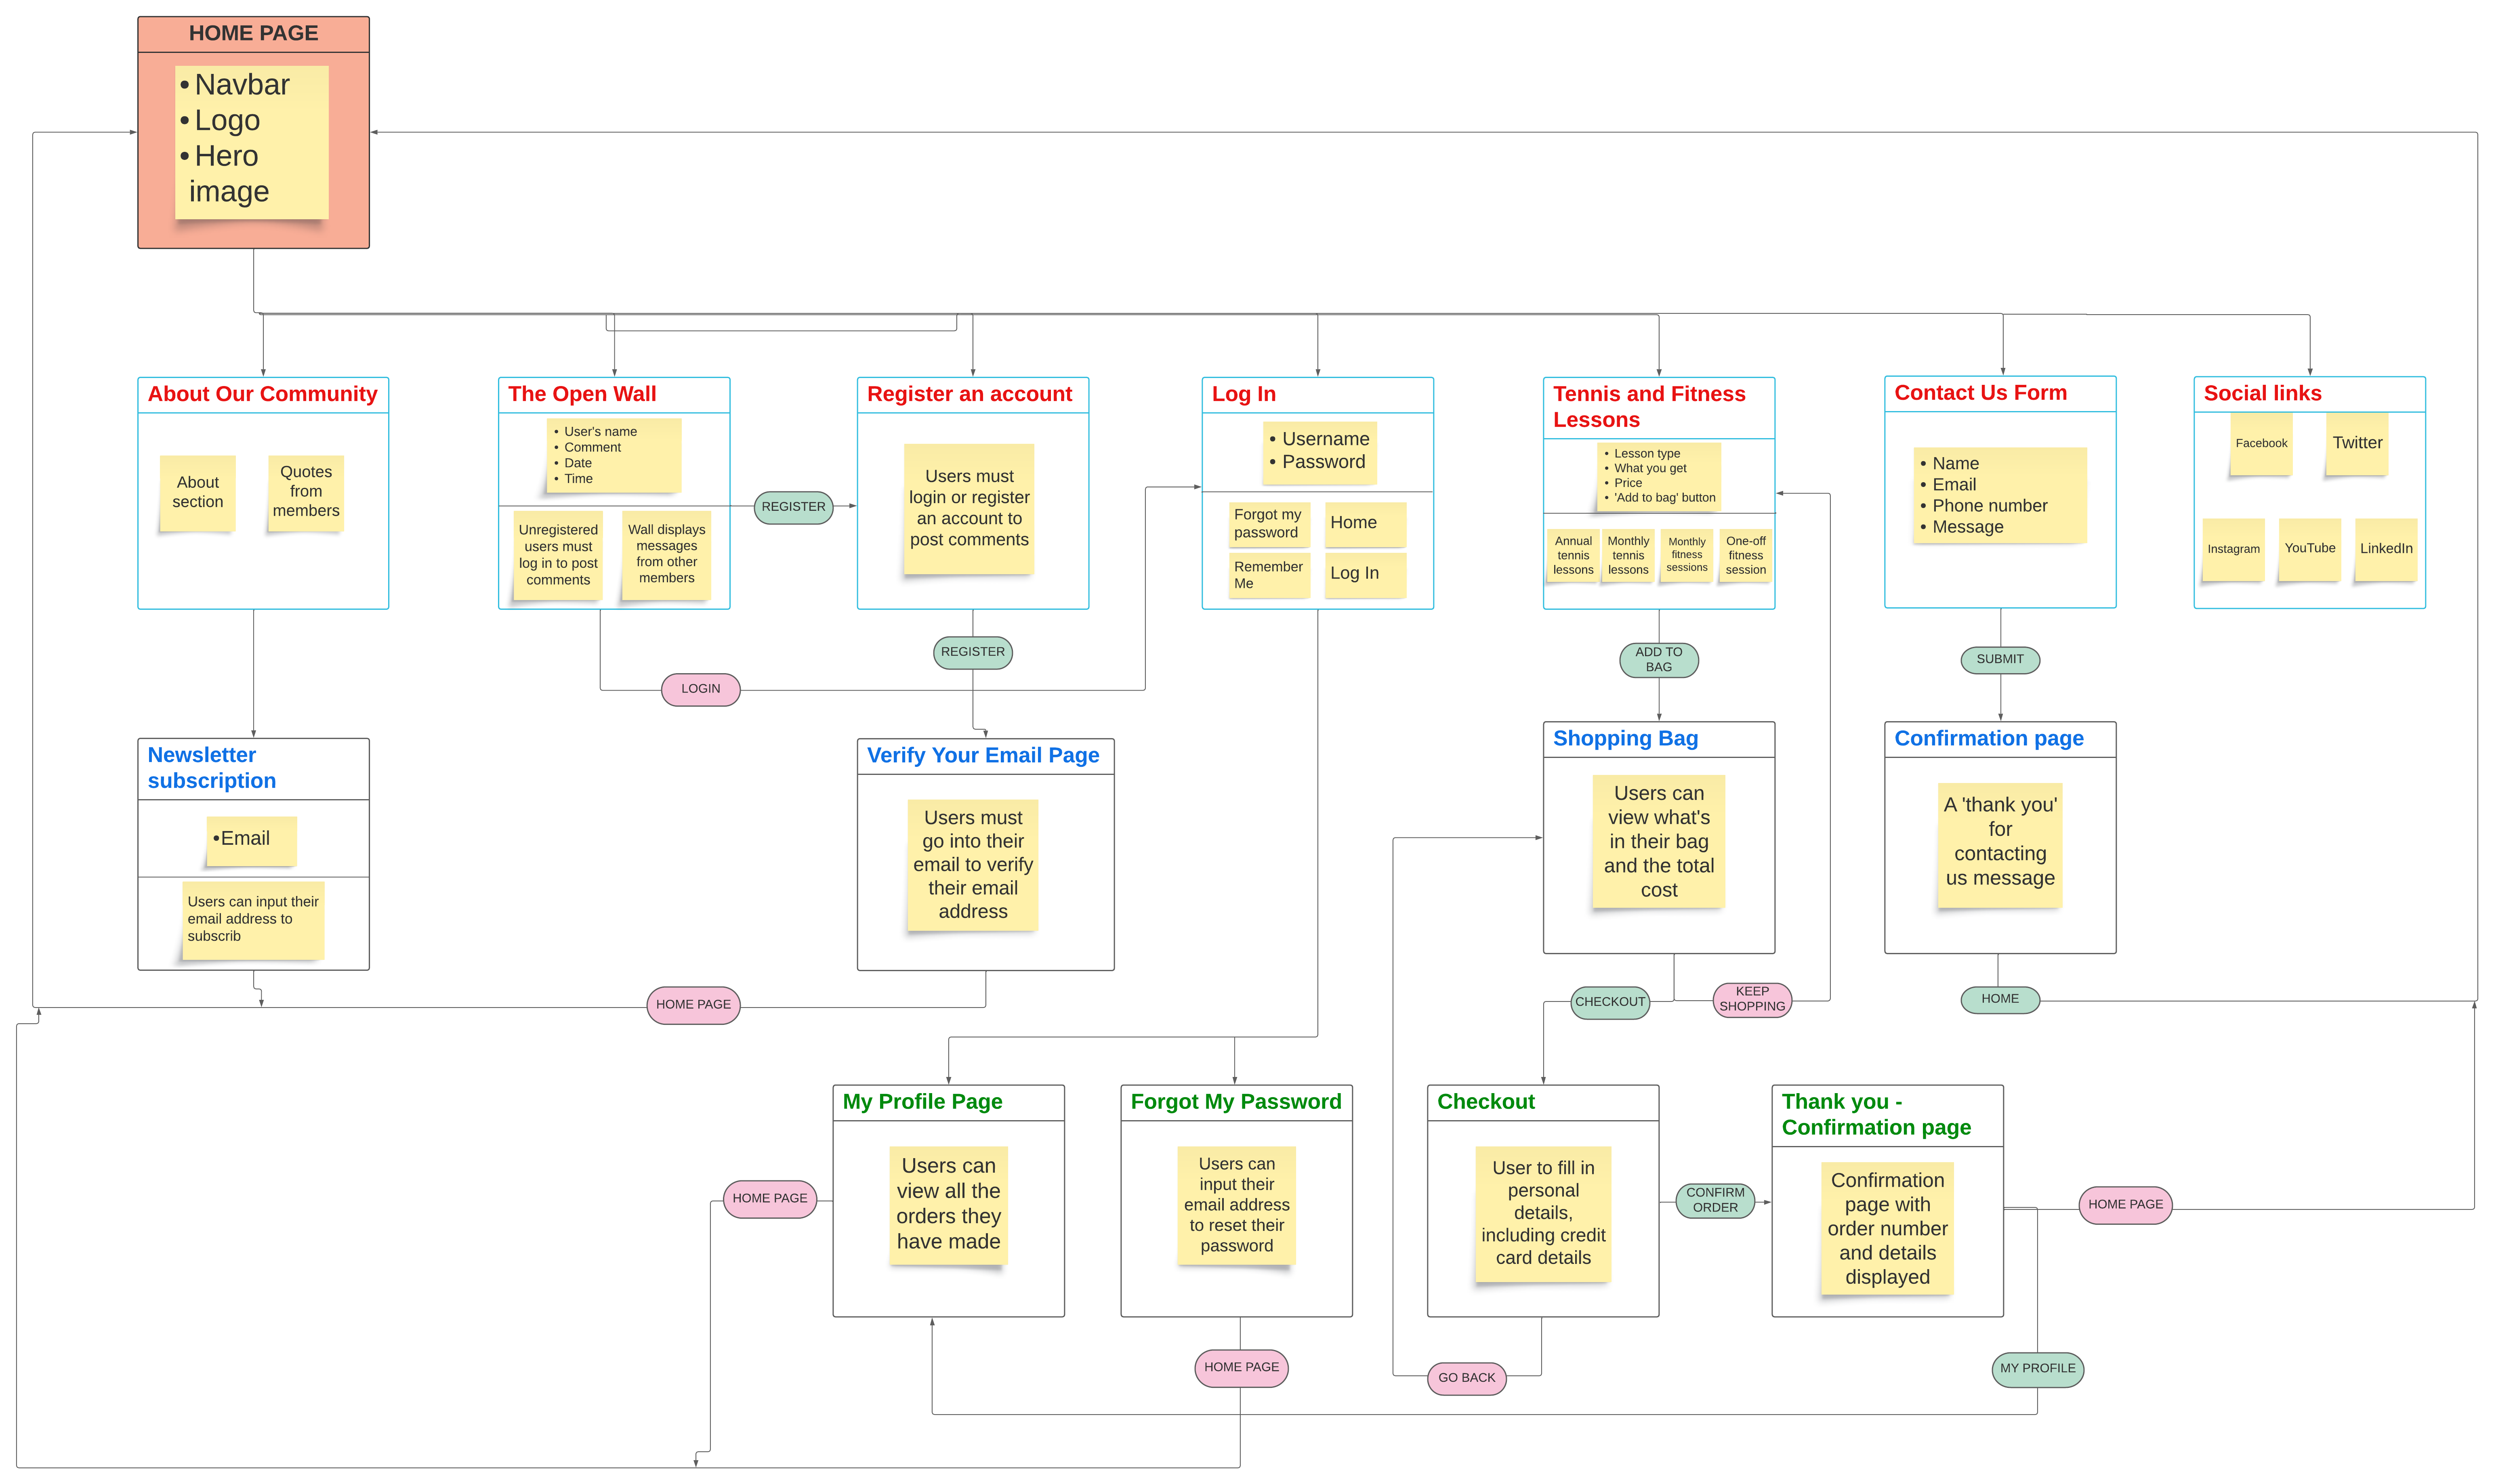 HOME PAGE
• Navbar
• Logo
• Hero
image
About Our Community
About
section
Quotes
from
members
The Open Wall
• User's name
• Comment
• Date
• Time
Unregistered
users must
log in to post
comments
Wall displays
messages
from other
members
REGISTER
Register an account
Users must
login or register
an account to
post comments
Log In
• Username
• Password
Forgot my
password
Home
Remember
Me
Log In
Tennis and Fitness
Lessons
• Lesson type
• What you get
• Price
• 'Add to bag' button
Annual
tennis
lessons
Monthly
tennis
lessons
Monthly
fitness
sessions
One-off
fitness
session
Contact Us Form
• Name
• Email
• Phone number
• Message
Social links
Facebook
Twitter
Instagram
YouTube
LinkedIn
REGISTER
LOGIN
ADD TO
BAG
SUBMIT
Newsletter
subscription
•Email
Users can input their
email address to
subscrib
Verify Your Email Page
Users must
go into their
email to verify
their email
address
Shopping Bag
Users can
view what's
in their bag
and the total
cost
Confirmation page
A 'thank you'
for
contacting
us message
HOME PAGE
CHECKOUT
KEEP
SHOPPING
HOME
My Profile Page
Users can
view all the
orders they
have made
Forgot My Password
Users can
input their
email address
to reset their
password
Checkout
User to fill in
personal
details,
including credit
card details
Thank you -
Confirmation page
Confirmation
page with
order number
and details
displayed
HOME PAGE
CONFIRM
ORDER
HOME PAGE
HOME PAGE
GO BACK
MY PROFILE